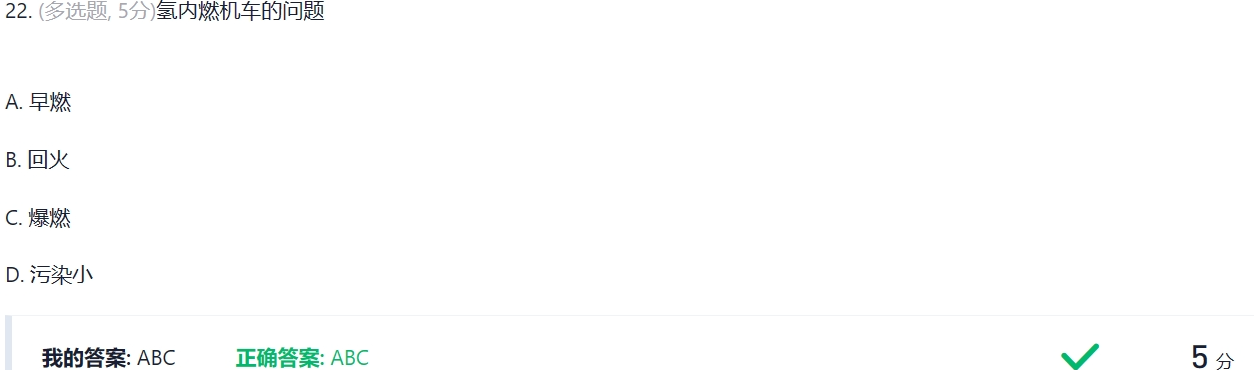 22. (多选题, 5分)氢内燃机车的问题
A. 早燃
B. 回火
C. 爆燃
D. 污染小
我的答案: ABC 正确答案: ABC 5 分